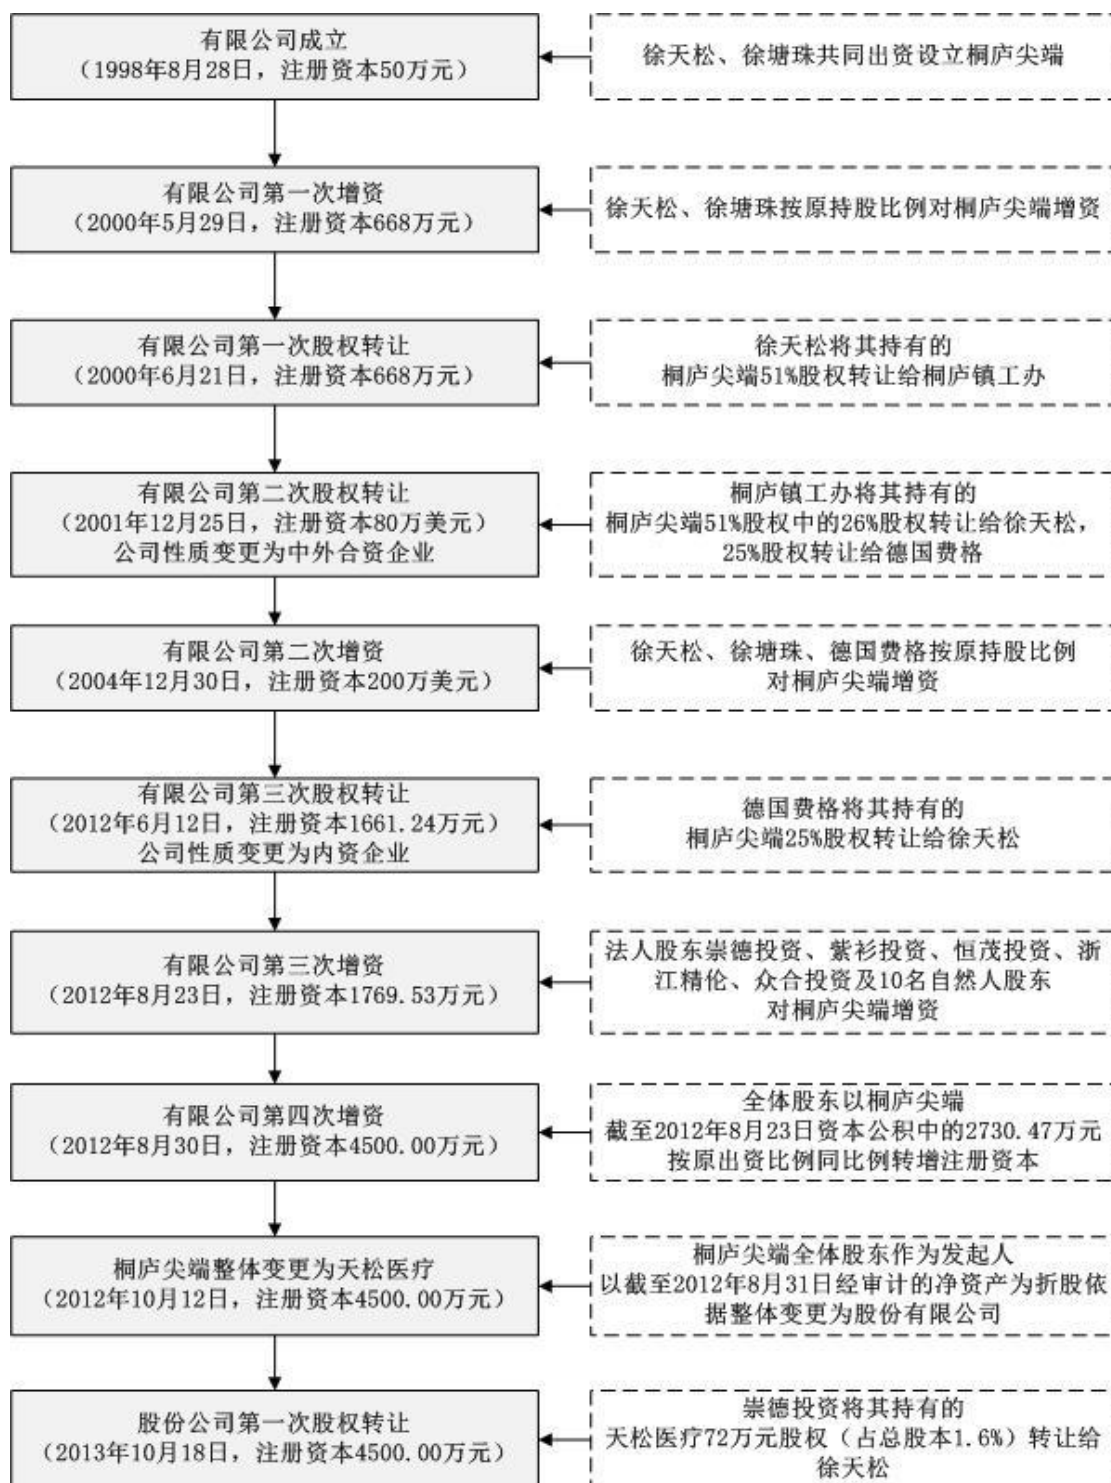 有限公司成立
（1998年8月28日，注册资本50万元）
徐天松、徐塘珠共同出资设立桐庐尖端
有限公司第一次增资
（2000年5月29日，注册资本668万元）
徐天松、徐塘珠按原持股比例对桐庐尖端增资
有限公司第一次股权转让
（2000年6月21日，注册资本668万元）
徐天松将其持有的
桐庐尖端51%股权转让给桐庐镇工办
有限公司第二次股权转让
（2001年12月25日，注册资本80万美元）
公司性质变更为中外合资企业
桐庐镇工办将其持有的
桐庐尖端51%股权中的26%股权转让给徐天松，
25%股权转让给德国费格
有限公司第二次增资
（2004年12月30日，注册资本200万美元）
徐天松、徐塘珠、德国费格按原持股比例
对桐庐尖端增资
有限公司第三次股权转让
（2012年6月12日，注册资本1661.24万元）
公司性质变更为内资企业
德国费格将其持有的
桐庐尖端25%股权转让给徐天松
有限公司第三次增资
（2012年8月23日，注册资本1769.53万元）
法人股东崇德投资、紫衫投资、恒茂投资、浙
江精伦、众合投资及10名自然人股东
对桐庐尖端增资
有限公司第四次增资
（2012年8月30日，注册资本4500.00万元）
全体股东以桐庐尖端
截至2012年8月23日资本公积中的2730.47万元
按原出资比例同比例转增注册资本
桐庐尖端整体变更为天松医疗
（2012年10月12日，注册资本4500.00万元）
桐庐尖端全体股东作为发起人
以截至2012年8月31日经审计的净资产为折股依
据整体变更为股份有限公司
股份公司第一次股权转让
（2013年10月18日，注册资本4500.00万元）
崇德投资将其持有的
天松医疗72万元股权（占总股本1.6%）转让给
徐天松